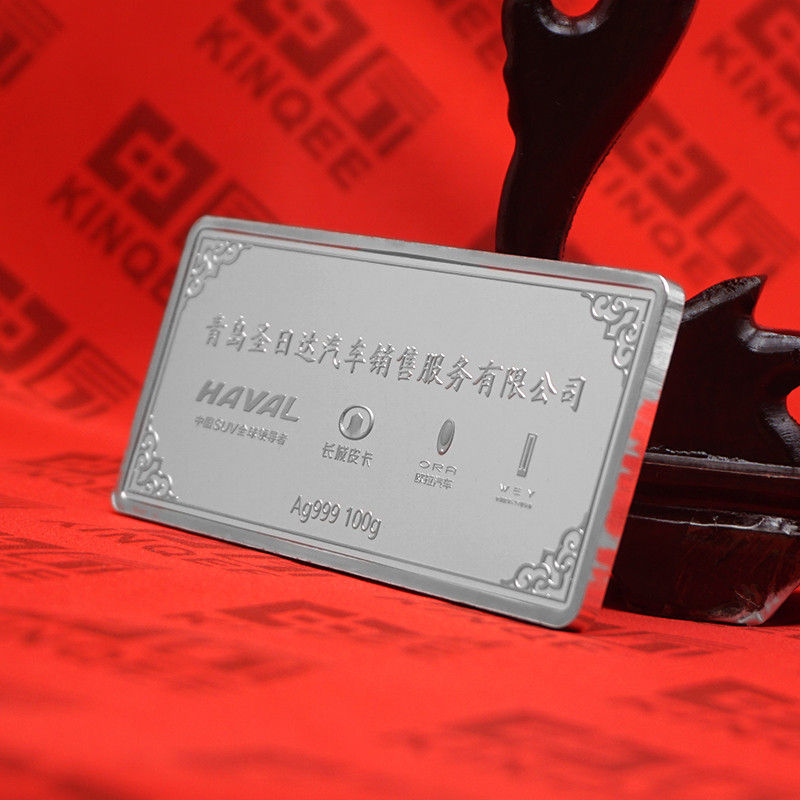 青岛圣日达汽车销售服务有限公司
HAVAL
中国SUV全球领导者
长城皮卡
ORA
欧拉汽车
WEY
Ag999 100g
KINQEE
KINQEE
KINQEE
KINQEE